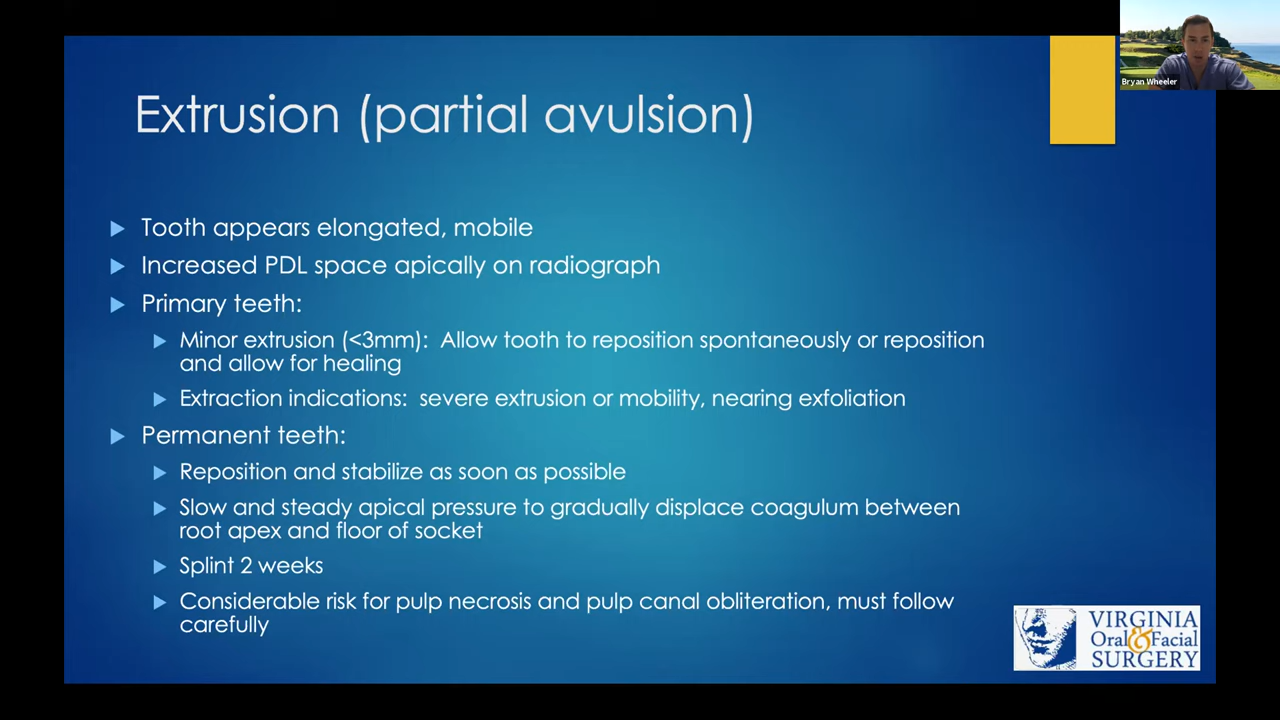 Bryan Wheeler
Extrusion (partial avulsion)
Tooth appears elongated, mobile
Increased PDL space apically on radiograph
Primary teeth:
Minor extrusion (<3mm): Allow tooth to reposition spontaneously or reposition
and allow for healing
Extraction indications: severe extrusion or mobility, nearing exfoliation
Permanent teeth:
Reposition and stabilize as soon as possible
Slow and steady apical pressure to gradually displace coagulum between
root apex and floor of socket
Splint 2 weeks
Considerable risk for pulp necrosis and pulp canal obliteration, must follow
carefully
VIRGINIA
Oral & Facial
SURGERY